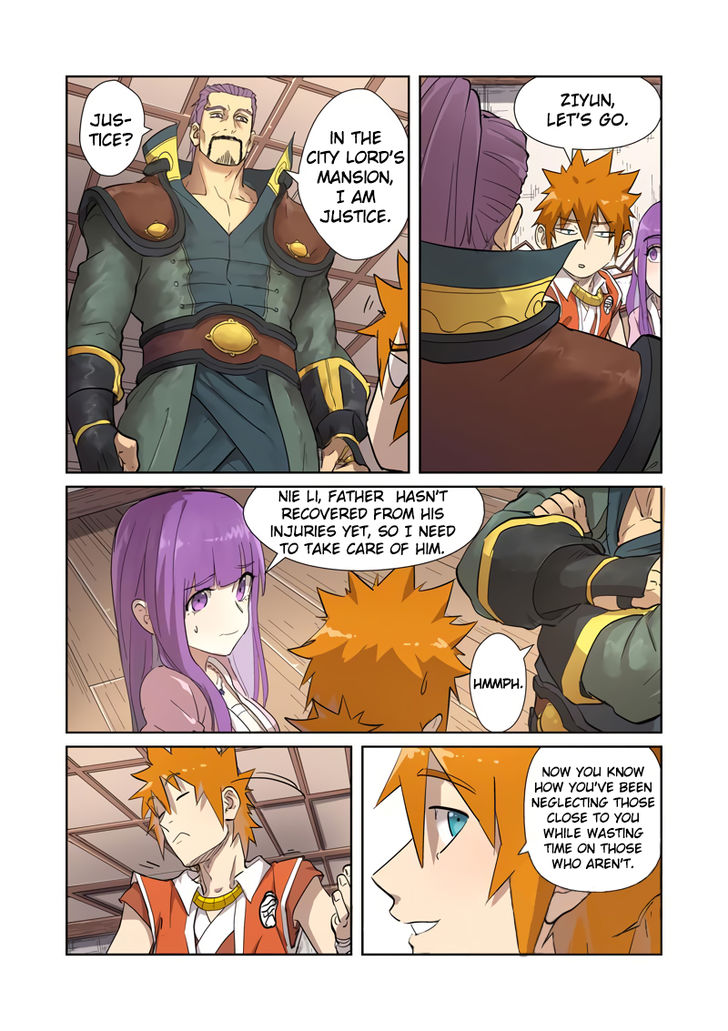 JUS-
TICE?
IN THE
CITY LORD'S
MANSION,
I AM
JUSTICE.
ZIYUN,
LET'S GO.
NIE LI, FATHER HASN'T
RECOVERED FROM HIS
INJURIES YET, SO I NEED
TO TAKE CARE OF HIM.
HMMPH.
NOW YOU KNOW
HOW YOU'VE BEEN
NEGLECTING THOSE
CLOSE TO YOU
WHILE WASTING
TIME ON THOSE
WHO AREN'T.